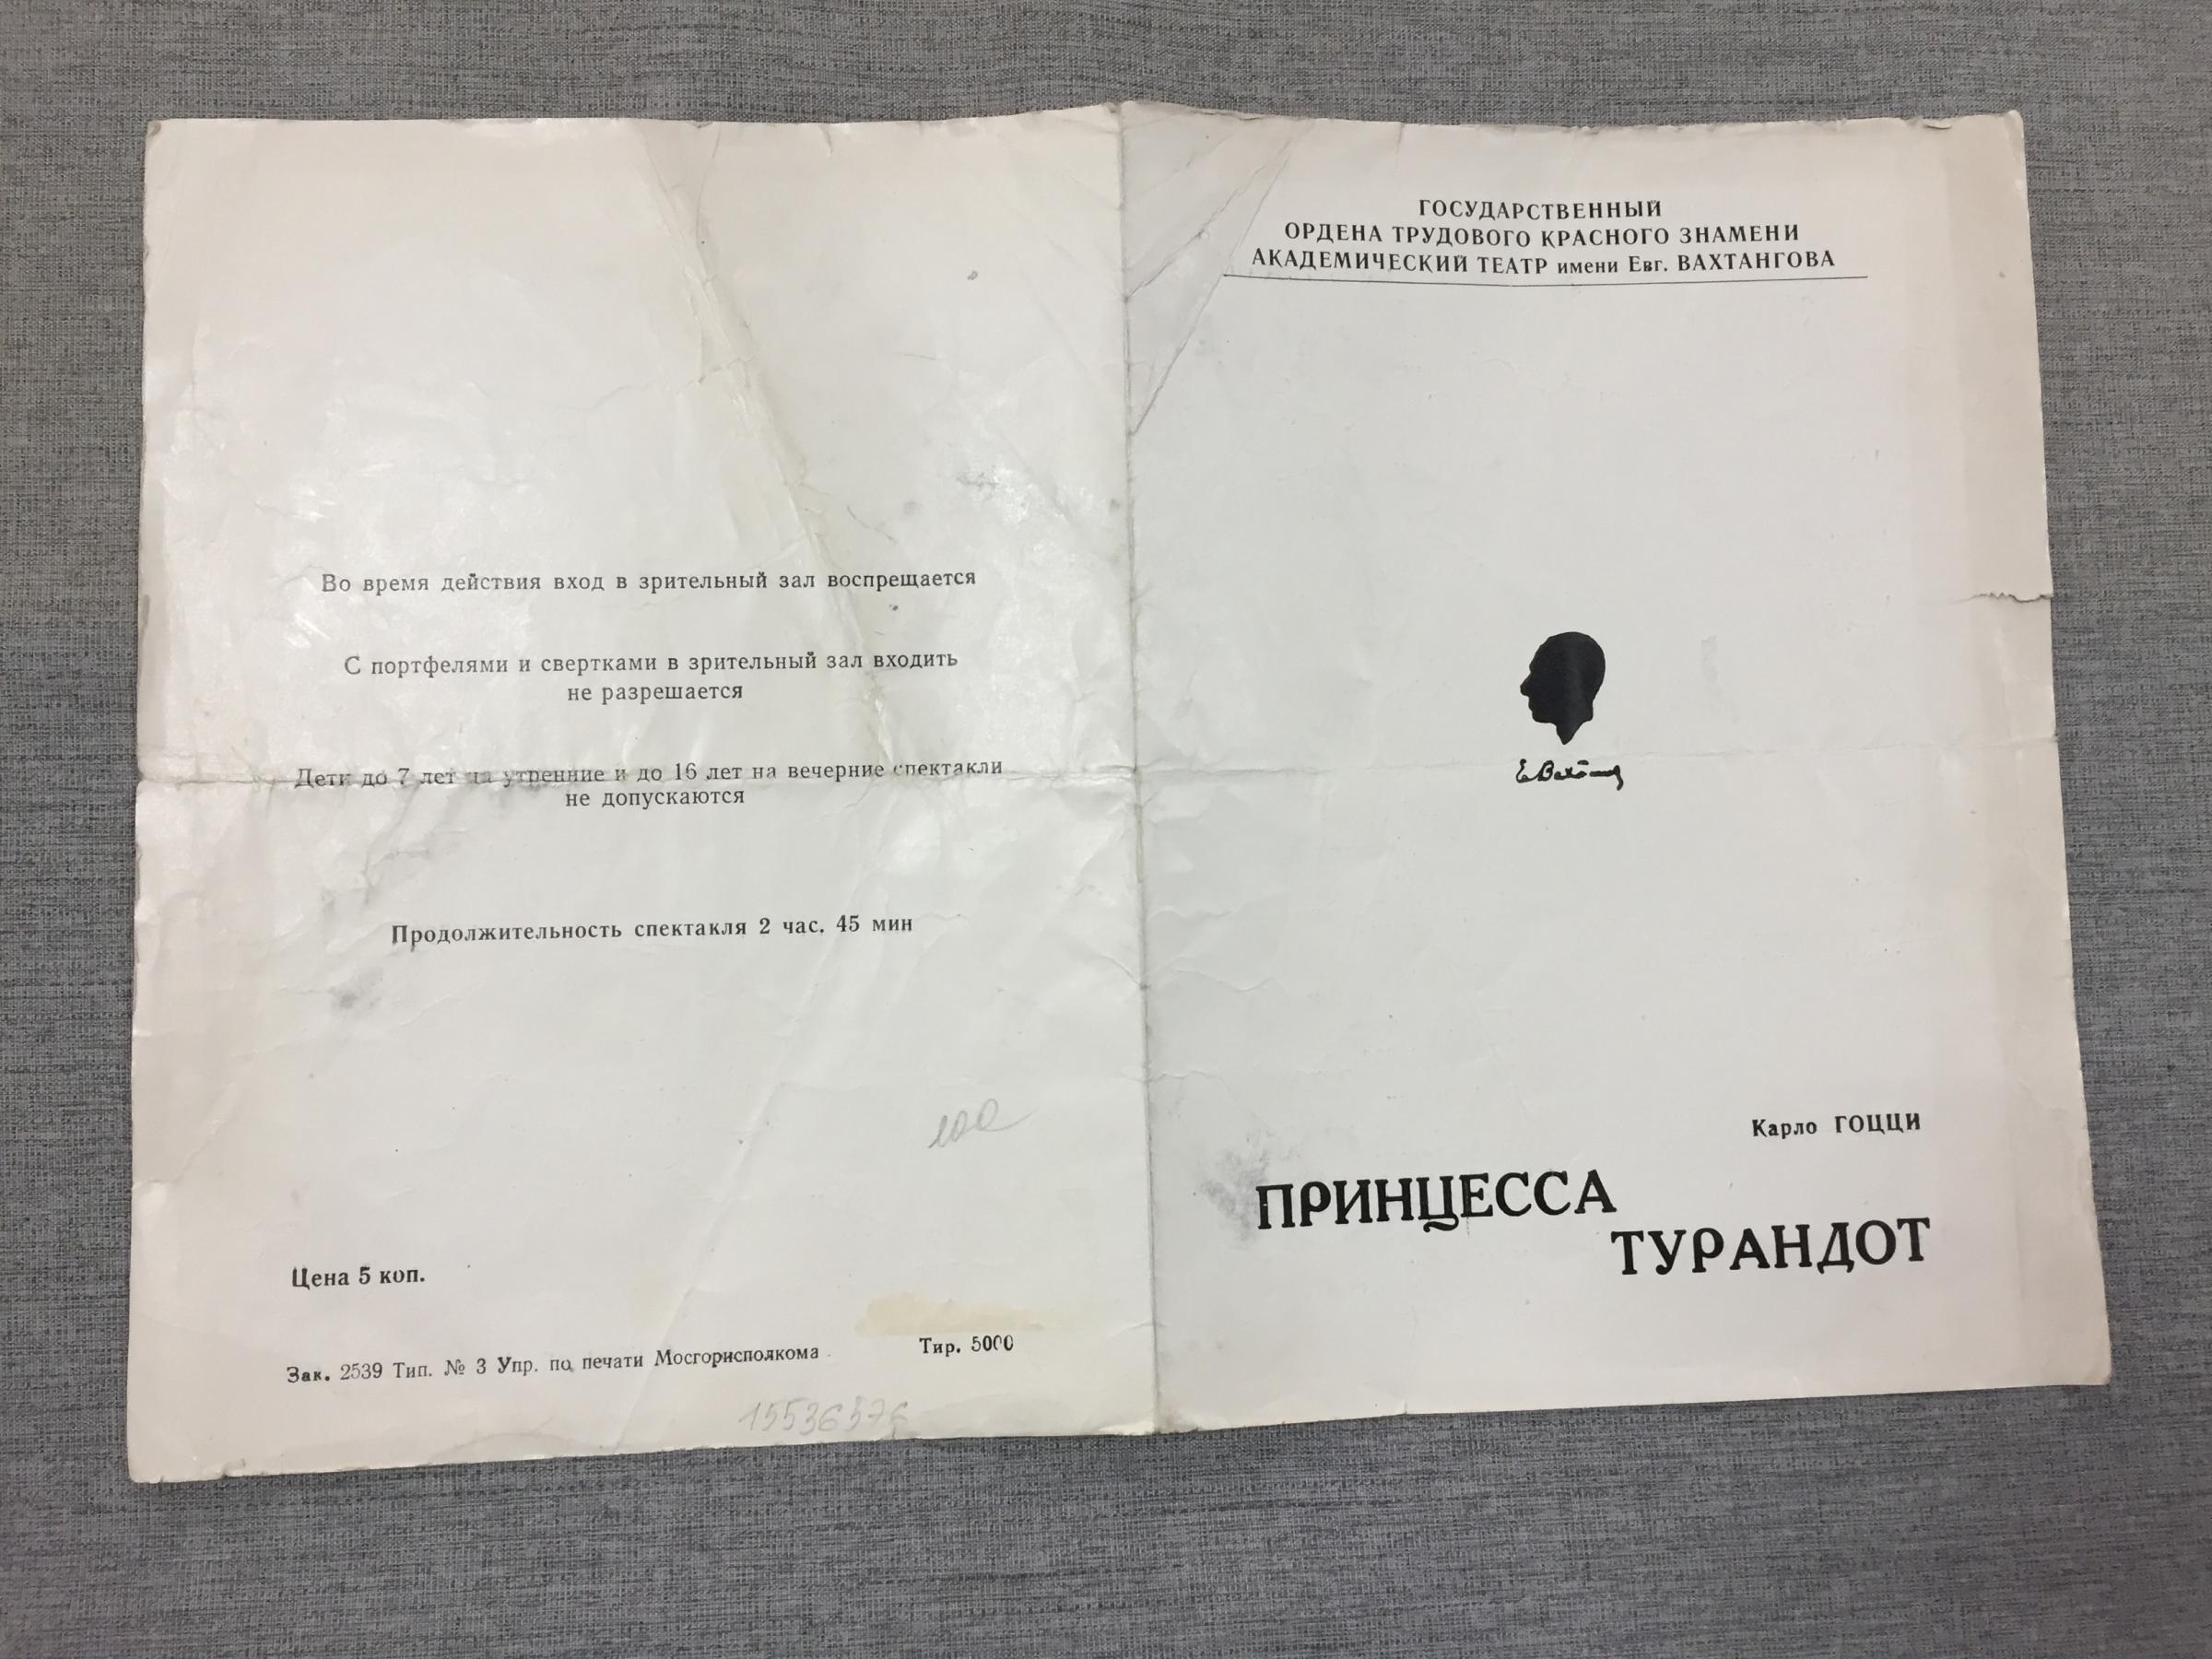 Во время действия вход в зрительный зал воспрещается
С портфелями и свертками в зрительный зал входить
не разрешается
Дети до 7 лет на утренние и до 16 лет на вечерние спектакли
не допускаются
Продолжительность спектакля 2 час. 45 мин
100
Цена 5 коп.
Зак. 2539 Тип. № 3 Упр. по печати Мосгорисполкома Тир. 5000
ГОСУДАРСТВЕННЫЙ
ОРДЕНА ТРУДОВОГО КРАСНОГО ЗНАМЕНИ
АКАДЕМИЧЕСКИЙ ТЕАТР имени Евг. ВАХТАНГОВА
Карло ГОЦЦИ
ПРИНЦЕССА
ТУРАНДОТ